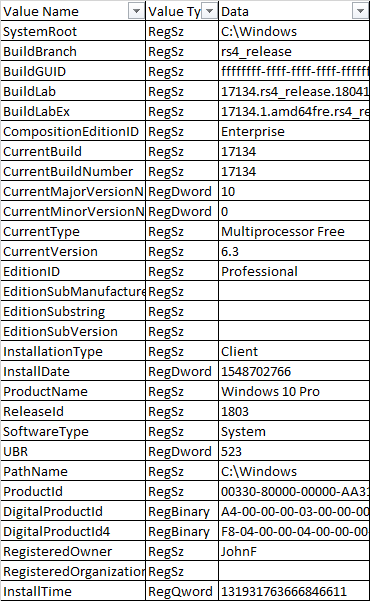 Value Name Value Ty Data
SystemRoot RegSz C:\Windows
BuildBranch RegSz rs4_release
BuildGUID RegSz ffffffff-ffff-ffff-ffff-ffffff
BuildLab RegSz 17134.rs4_release.18041
BuildLabEx RegSz 17134.1.amd64fre.rs4_re
CompositionEditionID RegSz Enterprise
CurrentBuild RegSz 17134
CurrentBuildNumber RegSz 17134
CurrentMajorVersionN RegDword 10
CurrentMinorVersionN RegDword 0
CurrentType RegSz Multiprocessor Free
CurrentVersion RegSz 6.3
EditionID RegSz Professional
EditionSubManufacture RegSz
EditionSubstring RegSz
EditionSubVersion RegSz
InstallationType RegSz Client
InstallDate RegDword 1548702766
ProductName RegSz Windows 10 Pro
ReleaseId RegSz 1803
SoftwareType RegSz System
UBR RegDword 523
PathName RegSz C:\Windows
ProductId RegSz 00330-80000-00000-AA31
DigitalProductId RegBinary A4-00-00-00-03-00-00-00
DigitalProductId4 RegBinary F8-04-00-00-04-00-00-00
RegisteredOwner RegSz JohnF
RegisteredOrganization RegSz
InstallTime RegQword 131931763666846611